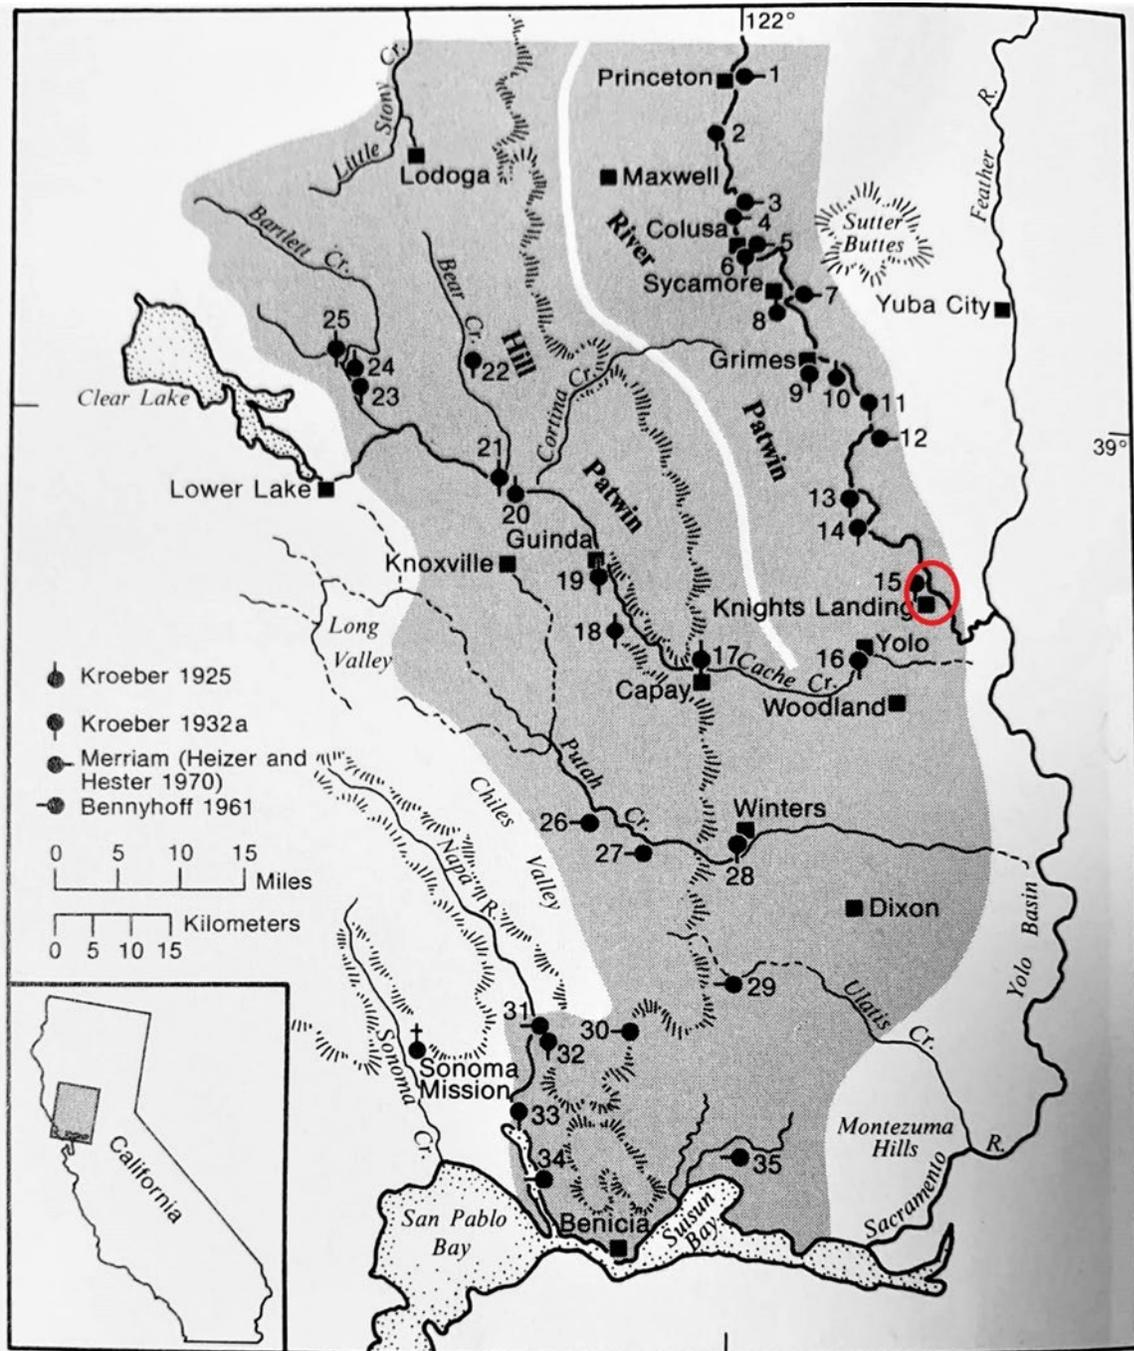 122°
Princeton
1
2
Little Stony Cr.
Lodoga
Maxwell
Feather R.
Bartlett Cr.
3
4
Colusa
5
6
River
Sutter
Buttes
Bear Cr.
Sycamore
7
8
Yuba City
25
24
23
22
Hill
Grimes
9
10
11
12
Clear Lake
Cortina Cr.
Patwin
39°
21
20
Lower Lake
Patwin
13
14
Guinda
Knoxville
19
15
Knights Landing
Long
Valley
18
17
Cache Cr.
16
Yolo
Capay
Woodland
Kroeber 1925
Kroeber 1932a
Merriam (Heizer and
Hester 1970)
Bennyhoff 1961
0 5 10 15
Miles
Kilometers
0 5 10 15
Putah Cr.
Chiles
Valley
Napa R.
26
27
Winters
28
Dixon
Yolo Basin
29
Ulatis Cr.
31
32
30
Sonoma
Mission
Sonoma Cr.
33
34
35
Montezuma
Hills
R.
Sacramento
San Pablo
Bay
Benicia
Suisun
Bay
California